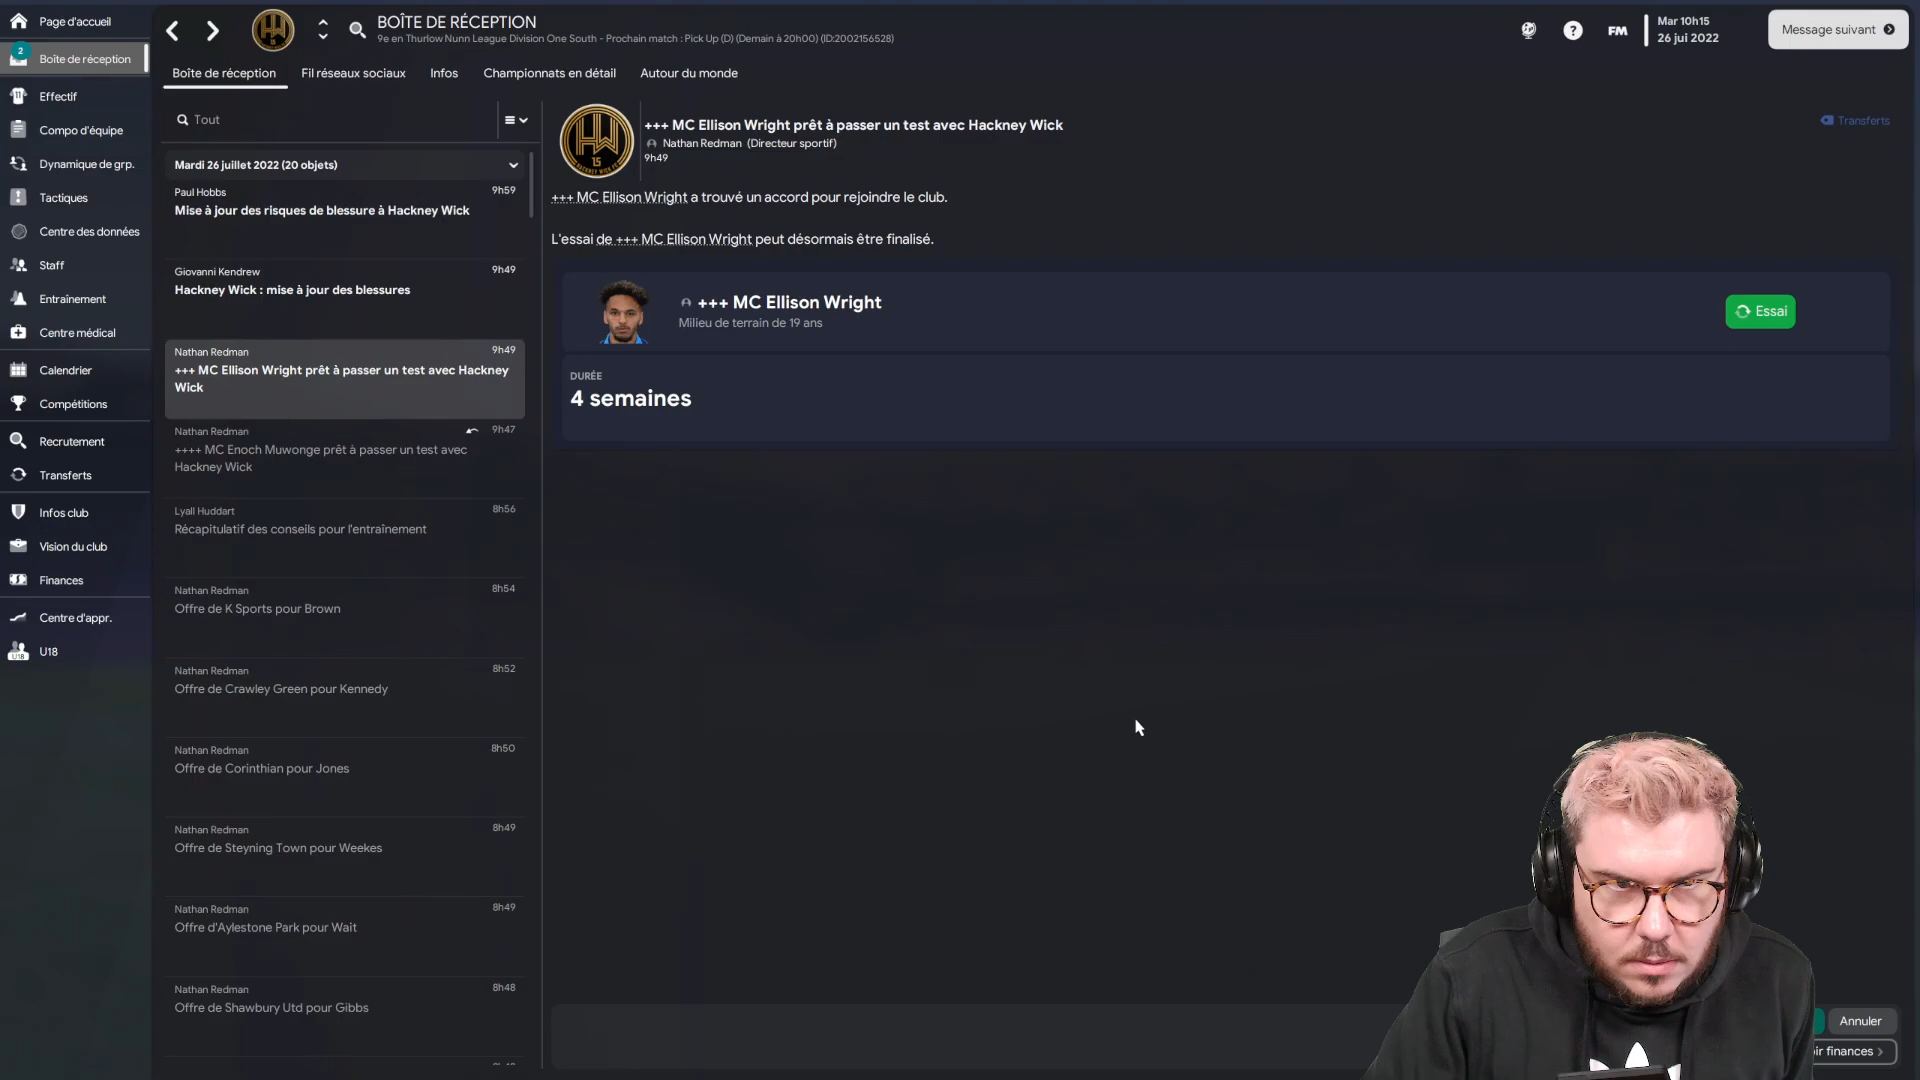 Page d'accueil
2
Boîte de réception
Effectif
Compo d'équipe
Dynamique de grp.
Tactiques
Centre des données
Staff
Entraînement
Centre médical
Calendrier
Compétitions
Recrutement
Transferts
Infos club
Vision du club
Finances
Centre d'appr.
U18
U18
BOÎTE DE RÉCEPTION
9e en Thurlow Nunn League Division One South - Prochain match : Pick Up (D) (Demain à 20h00) (ID:2002156528)
FM
Mar 10h15
26 jui 2022
Message suivant
Boîte de réception
Fil réseaux sociaux
Infos
Championnats en détail
Autour du monde
Tout
Mardi 26 juillet 2022 (20 objets)
Paul Hobbs 9h59
Mise à jour des risques de blessure à Hackney Wick
Giovanni Kendrew 9h49
Hackney Wick : mise à jour des blessures
Nathan Redman 9h49
+++ MC Ellison Wright prêt à passer un test avec Hackney
Wick
Nathan Redman 9h47
++++ MC Enoch Muwonge prêt à passer un test avec
Hackney Wick
Lyall Huddart 8h56
Récapitulatif des conseils pour l'entraînement
Nathan Redman 8h54
Offre de K Sports pour Brown
Nathan Redman 8h52
Offre de Crawley Green pour Kennedy
Nathan Redman 8h50
Offre de Corinthian pour Jones
Nathan Redman 8h49
Offre de Steyning Town pour Weekes
Nathan Redman 8h49
Offre d'Aylestone Park pour Wait
Nathan Redman 8h48
Offre de Shawbury Utd pour Gibbs
HW
15
HACKNEY WICK FC
+++ MC Ellison Wright prêt à passer un test avec Hackney Wick
Nathan Redman (Directeur sportif)
9h49
Transferts
+++ MC Ellison Wright a trouvé un accord pour rejoindre le club.
L'essai de +++ MC Ellison Wright peut désormais être finalisé.
+++ MC Ellison Wright
Milieu de terrain de 19 ans
Essai
DURÉE
4 semaines
Annuler
ir finances